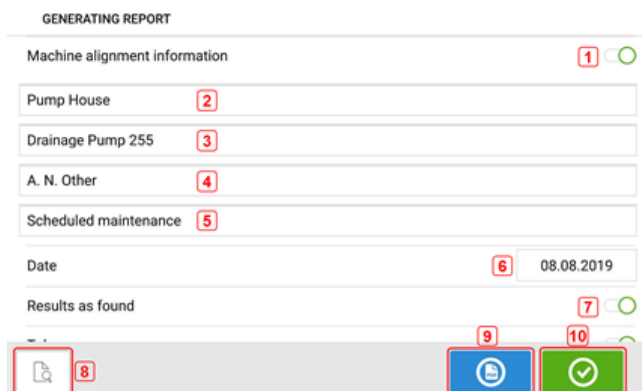 GENERATING REPORT
Machine alignment information 1
Pump House 2
Drainage Pump 255 3
A. N. Other 4
Scheduled maintenance 5
Date 6 08.08.2019
Results as found 7
8 9 10